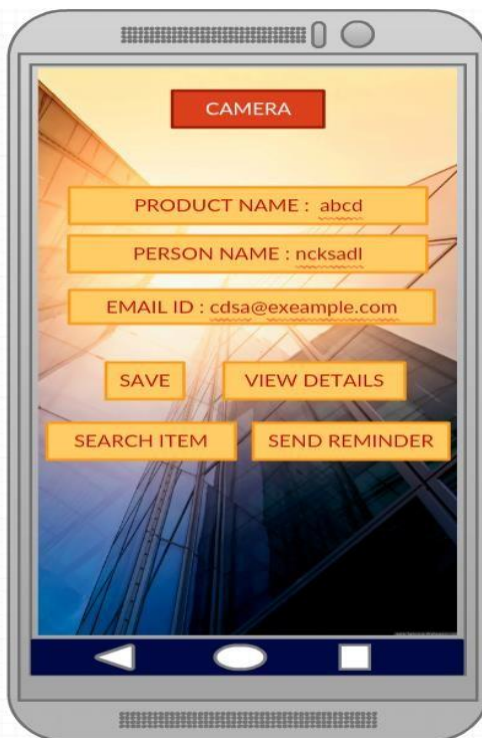 CAMERA
PRODUCT NAME : abcd
PERSON NAME : ncksadl
EMAIL ID : cdsa@exeample.com
SAVE VIEW DETAILS
SEARCH ITEM SEND REMINDER